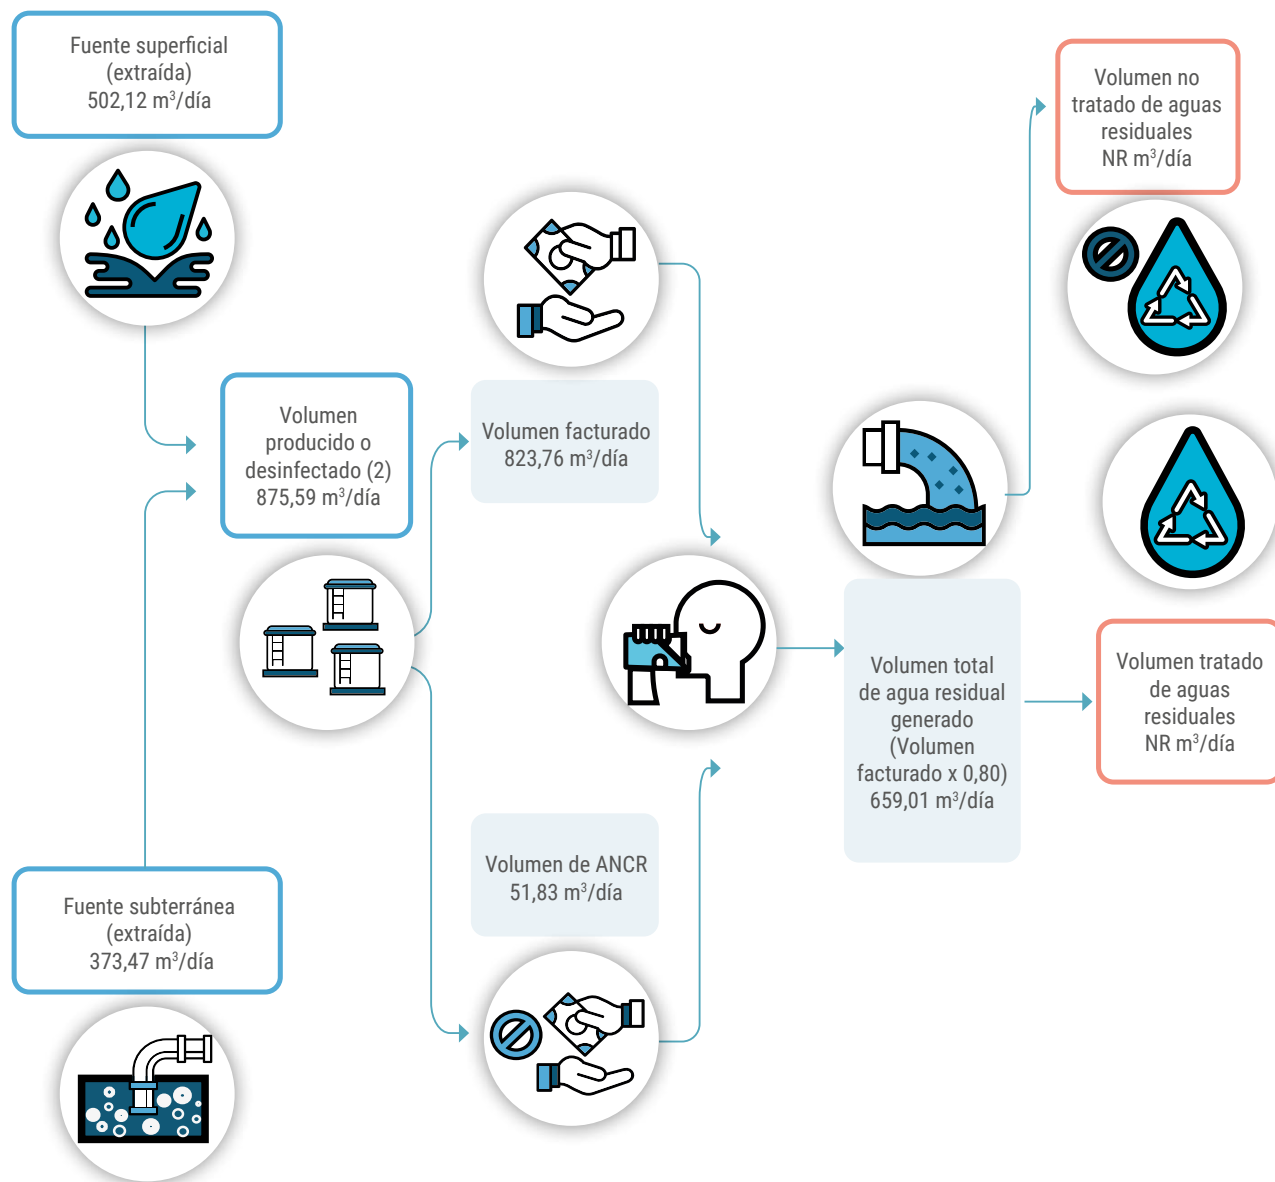 Fuente superficial
(extraída)
502,12 m³/día
Volumen
producido o
desinfectado (2)
875,59 m³/día
Fuente subterránea
(extraída)
373,47 m³/día
Volumen facturado
823,76 m³/día
Volumen de ANCR
51,83 m³/día
Volumen total
de agua residual
generado
(Volumen
facturado x 0,80)
659,01 m³/día
Volumen no
tratado de aguas
residuales
NR m³/día
Volumen tratado
de aguas
residuales
NR m³/día